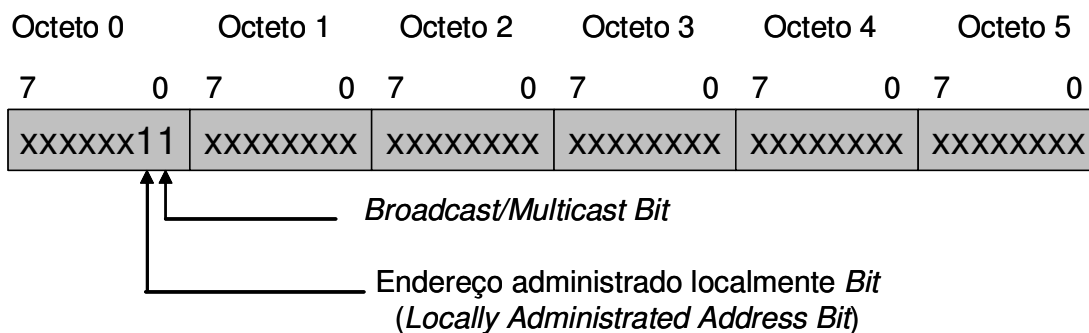 Octeto 0 Octeto 1 Octeto 2 Octeto 3 Octeto 4 Octeto 5
7 0 7 0 7 0 7 0 7 0 7 0
xxxxxx11 xxxxxxxx xxxxxxxx xxxxxxxx xxxxxxxx xxxxxxxx
Broadcast/Multicast Bit
Endereço administrado localmente Bit
(Locally Administrated Address Bit)